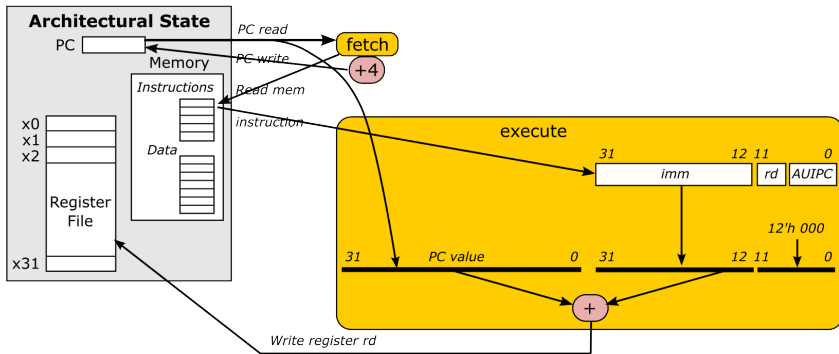 Architectural State
PC
PC read
fetch
PC write
+4
Memory
Read mem
Instructions
instruction
x0
x1
x2
Data
Register
File
x31
execute
31 12 11 0
imm rd AUIPC
12'h 000
31 PC value 0 31 12 11 0
+
Write register rd